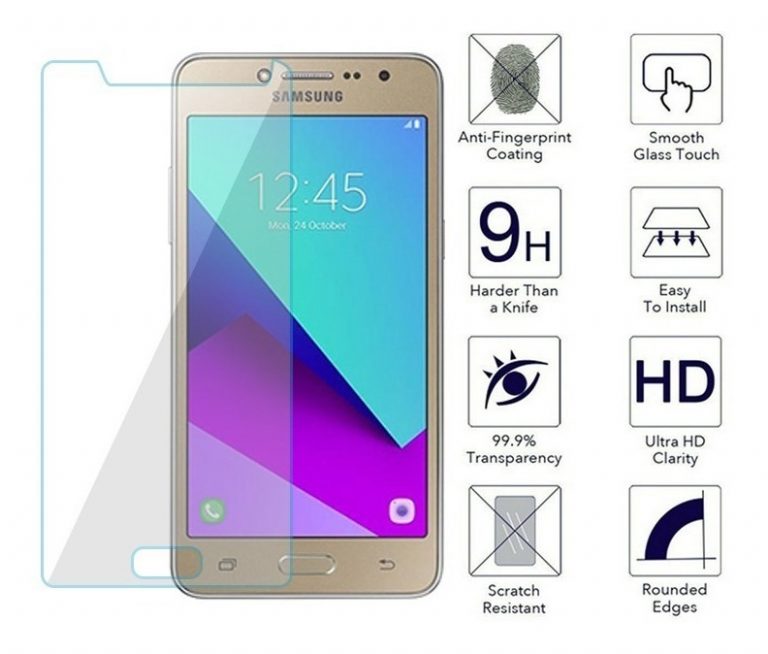 SAMSUNG
12:45
Mon, 24 October
Anti-Fingerprint
Coating
Smooth
Glass Touch
9H
Harder Than
a Knife
Easy
To Install
99.9%
Transparency
HD
Ultra HD
Clarity
Scratch
Resistant
Rounded
Edges